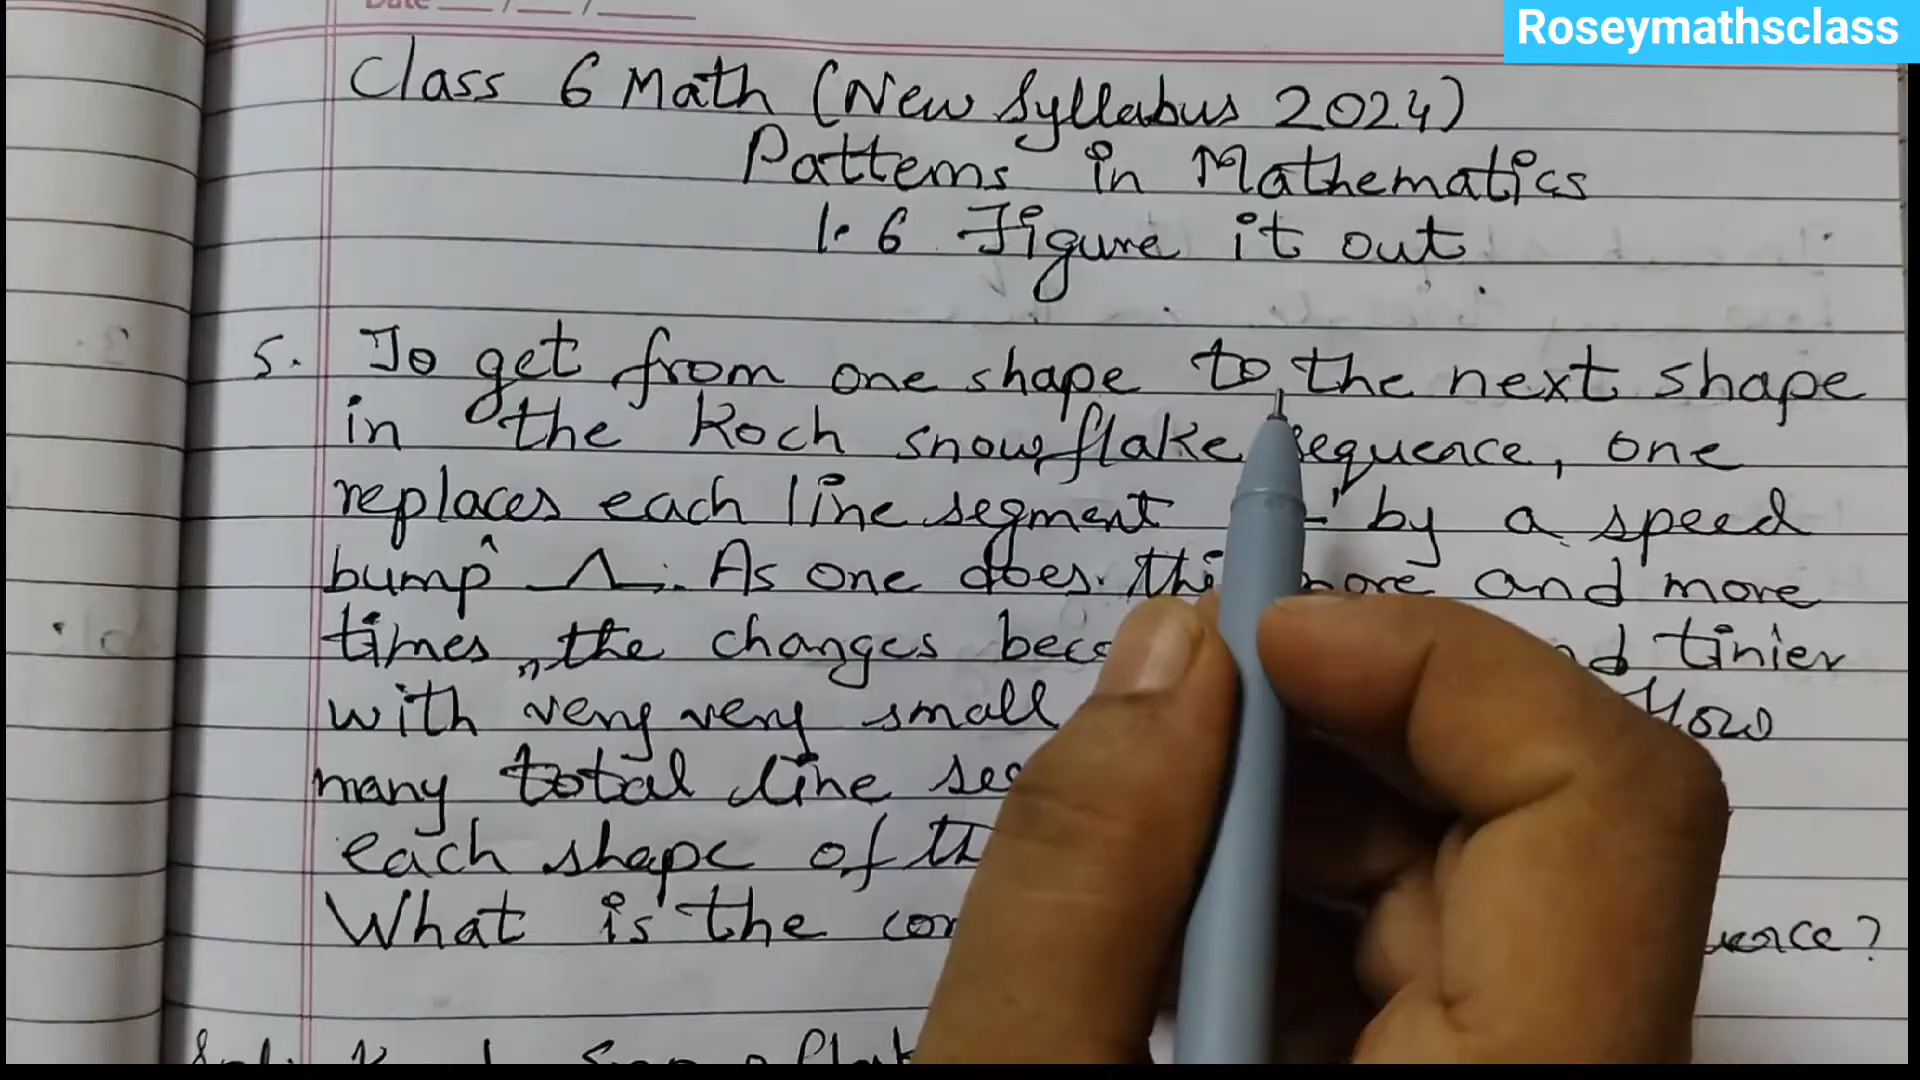 Roseymathsclass
Date
Class 6 Math (New Syllabus 2024)
Patterns in Mathematics
1.6 Figure it out
5. To get from one shape to the next shape
in the Koch snowflake sequence, one
replaces each line segment '-' by a speed
bump . As one does more and more
times, the changes tinier
with very very small How
many total line
each shape of
What is the